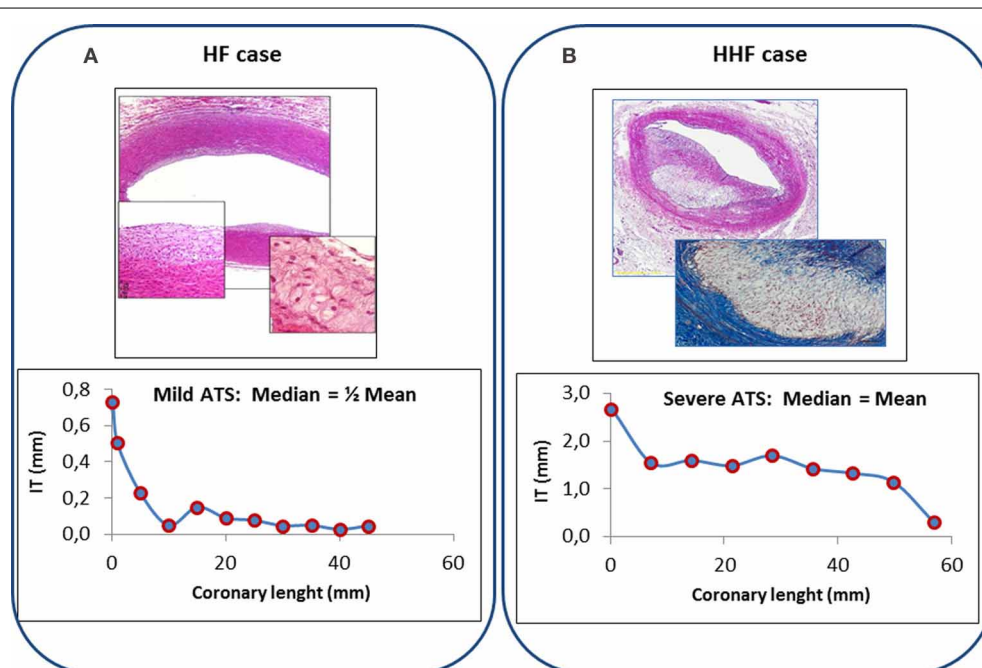 A
HF case
Mild ATS: Median = ½ Mean
IT (mm)
0,8
0,6
0,4
0,2
0,0
0
20
40
60
Coronary lenght (mm)
B
HHF case
Severe ATS: Median = Mean
IT (mm)
3,0
2,0
1,0
0,0
0
20
40
60
Coronary lenght (mm)